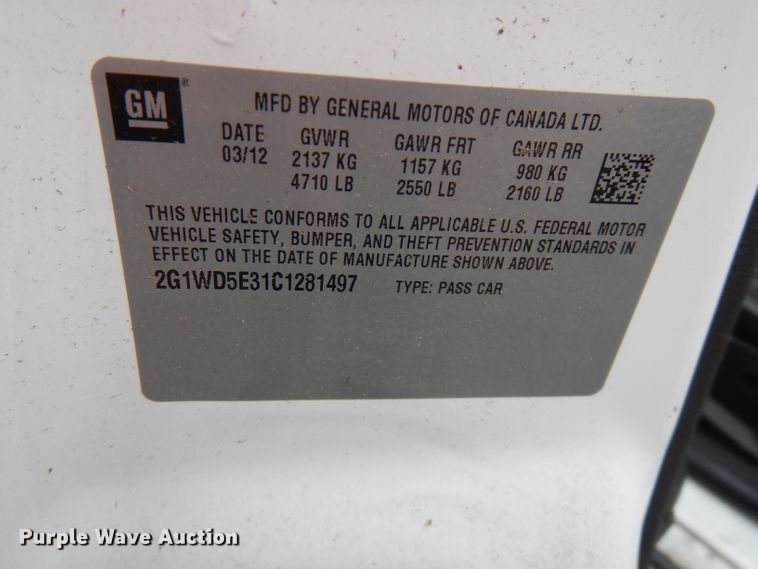 GM ®
MFD BY GENERAL MOTORS OF CANADA LTD.
DATE GVWR GAWR FRT GAWR RR
03/12 2137 KG 1157 KG 980 KG
4710 LB 2550 LB 2160 LB
THIS VEHICLE CONFORMS TO ALL APPLICABLE U.S. FEDERAL MOTOR
VEHICLE SAFETY, BUMPER, AND THEFT PREVENTION STANDARDS IN
EFFECT ON THE DATE OF MANUFACTURE SHOWN ABOVE.
2G1WD5E31C1281497 TYPE: PASS CAR
Purple Wave Auction